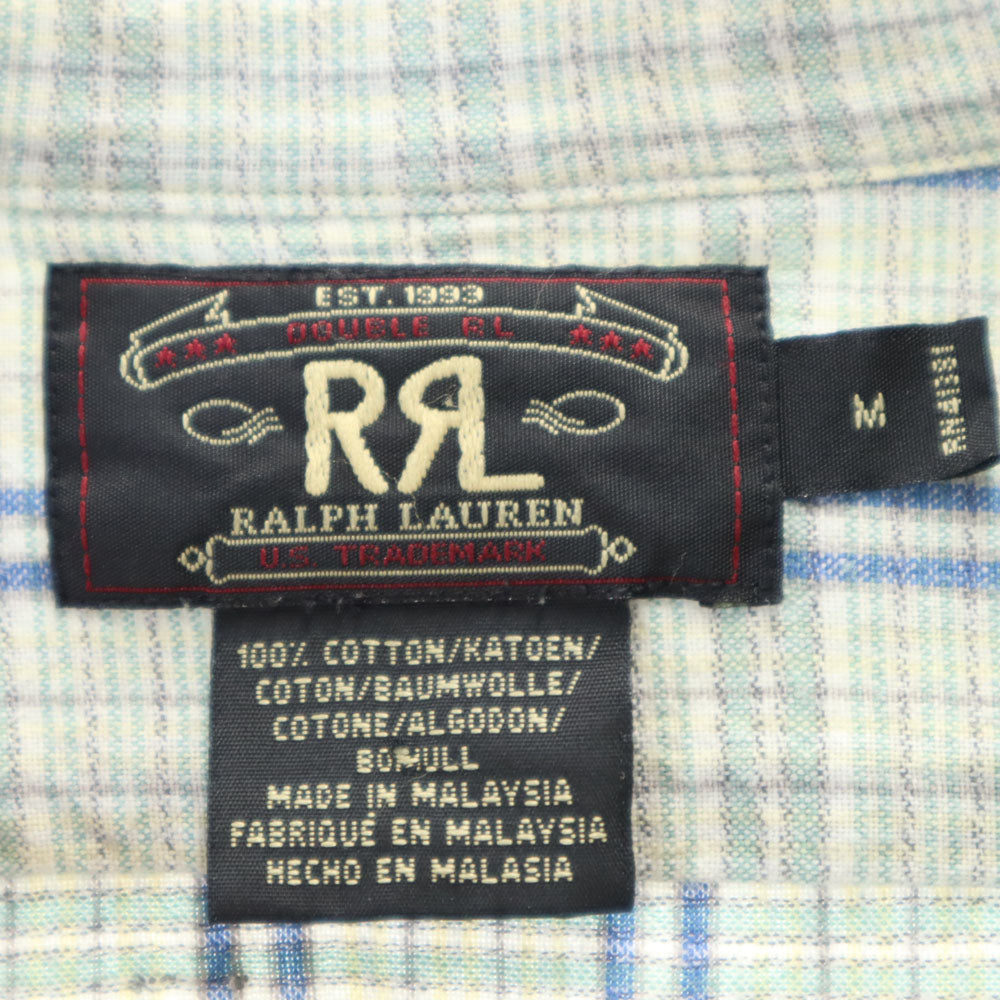 EST. 1993
DOUBLE RL
RRL
RALPH LAUREN
U.S. TRADEMARK
M
RN41381
100% COTTON/KATOEN/
COTON/BAUMWOLLE/
COTONE/ALGODON/
BOMULL
MADE IN MALAYSIA
FABRIQUÉ EN MALAYSIA
HECHO EN MALASIA